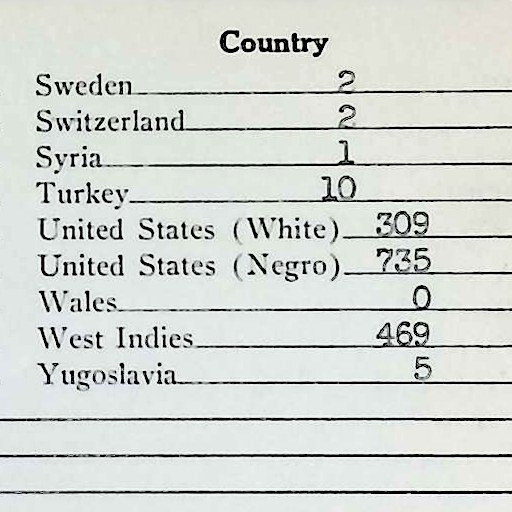 Country
Sweden 2
Switzerland 2
Syria 1
Turkey 10
United States (White) 309
United States (Negro) 735
Wales 0
West Indies 469
Yugoslavia 5